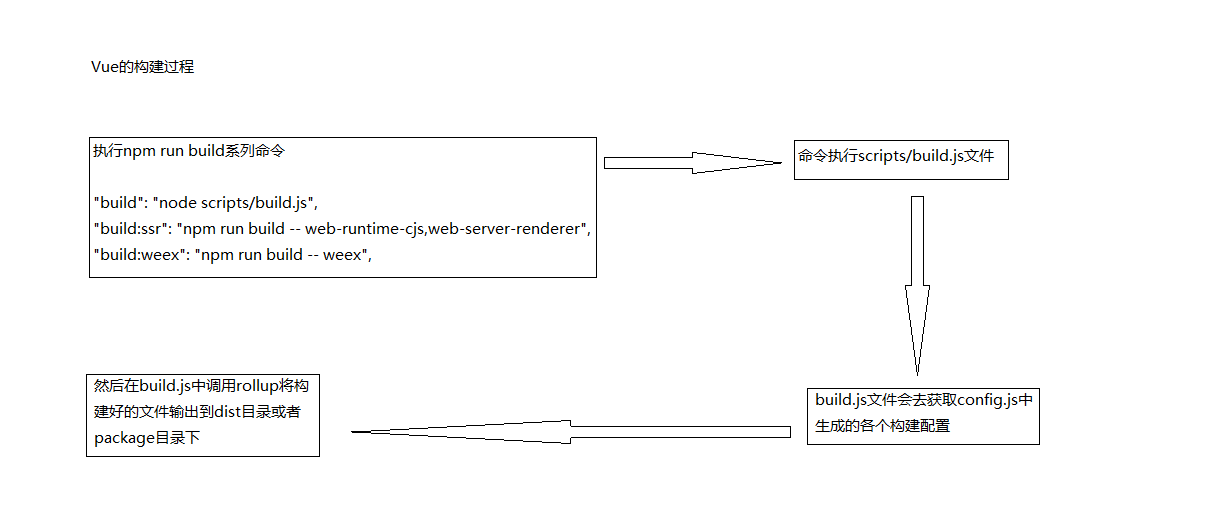 Vue的构建过程
执行npm run build系列命令
"build": "node scripts/build.js",
"build:ssr": "npm run build -- web-runtime-cjs,web-server-renderer",
"build:weex": "npm run build -- weex",
命令执行scripts/build.js文件
build.js文件会去获取config.js中
生成的各个构建配置
然后在build.js中调用rollup将构
建好的文件输出到dist目录或者
package目录下